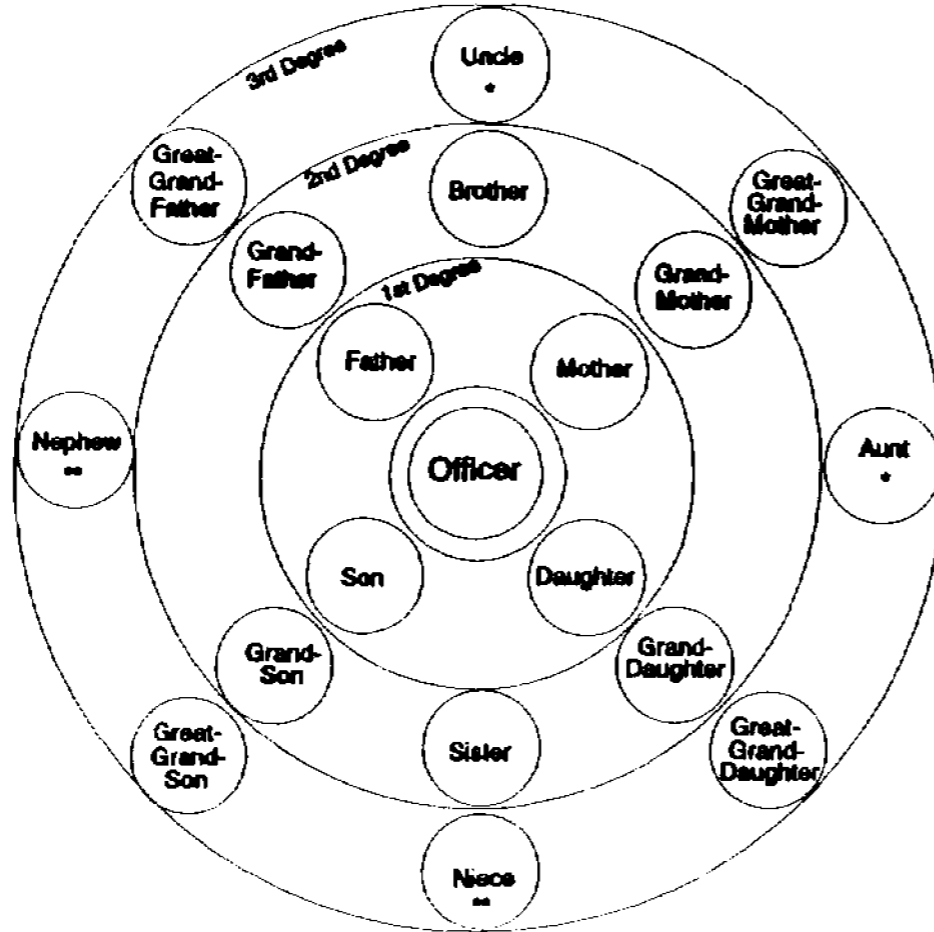 3rd Degree
Uncle
*
Great-
Grand-
Father
2nd Degree
Brother
Great-
Grand-
Mother
Grand-
Father
1st Degree
Grand-
Mother
Father
Mother
Nephew
**
Officer
Aunt
*
Son
Daughter
Grand-
Son
Grand-
Daughter
Great-
Grand-
Son
Sister
Great-
Grand-
Daughter
Niece
**